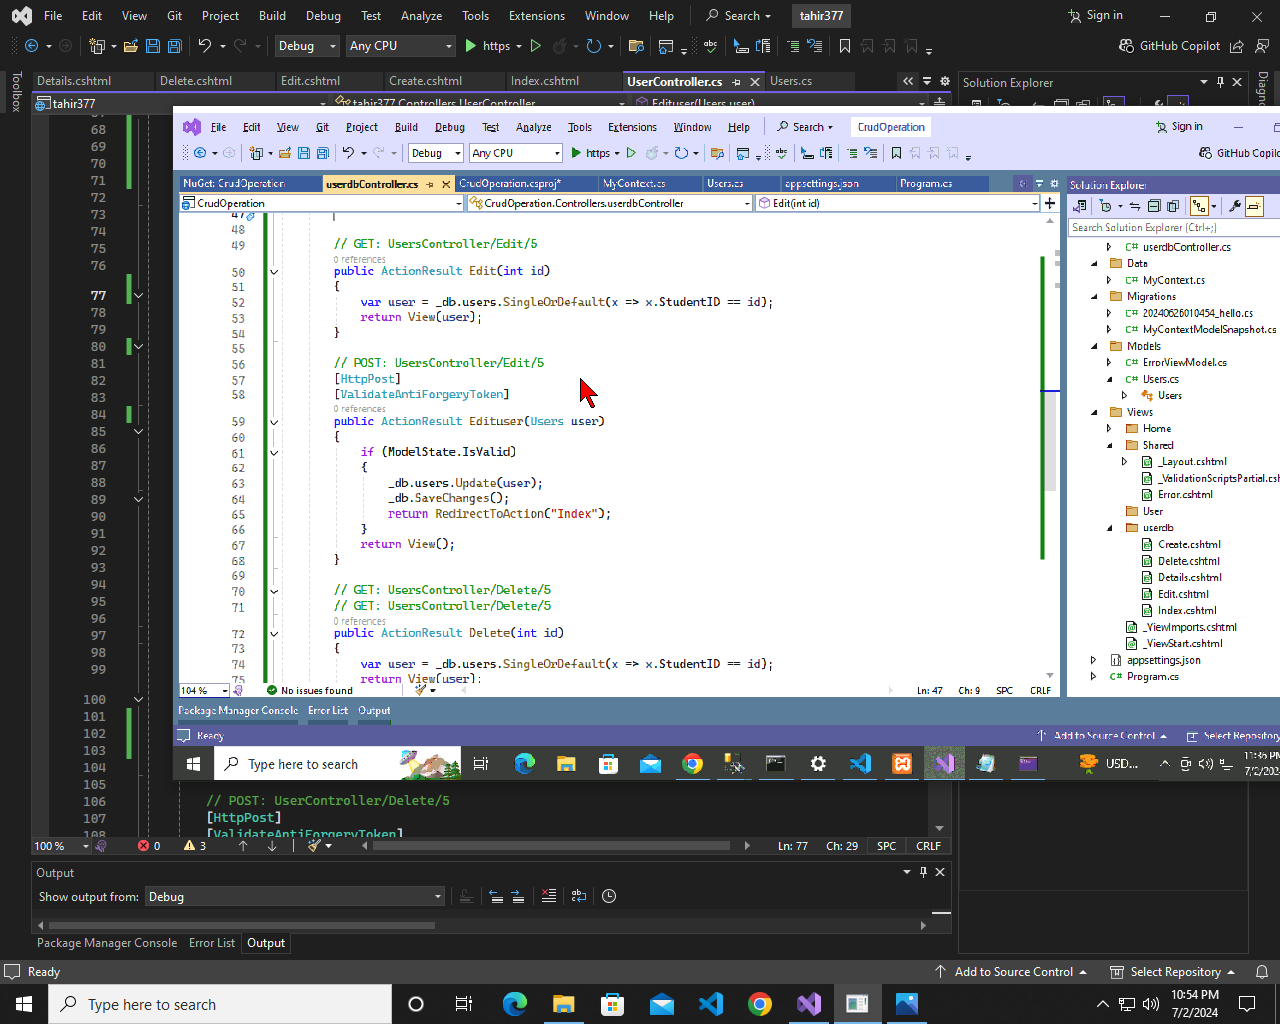 File Edit View Git Project Build Debug Test Analyze Tools Extensions Window Help Search tahir377 Sign in
Debug Any CPU https GitHub Copilot
Toolbox
Details.cshtml Delete.cshtml Edit.cshtml Create.cshtml Index.cshtml UserController.cs Users.cs
Solution Explorer
tahir377 tahir377.Controllers.UserController Edituser(Users user)
File Edit View Git Project Build Debug Test Analyze Tools Extensions Window Help Search CrudOperation Sign in
Debug Any CPU https
NuGet: CrudOperation userdbController.cs CrudOperation.csproj* MyContext.cs Users.cs appsettings.json Program.cs
CrudOperation CrudOperation.Controllers.userdbController Edit(int id)
47
48
49 // GET: UsersController/Edit/5
0 references
50 public ActionResult Edit(int id)
51 {
52 var user = _db.users.SingleOrDefault(x => x.StudentID == id);
53 return View(user);
54 }
55
56 // POST: UsersController/Edit/5
57 [HttpPost]
58 [ValidateAntiForgeryToken]
0 references
59 public ActionResult Edituser(Users user)
60 {
61 if (ModelState.IsValid)
62 {
63 _db.users.Update(user);
64 _db.SaveChanges();
65 return RedirectToAction("Index");
66 }
67 return View();
68 }
69
70 // GET: UsersController/Delete/5
71 // GET: UsersController/Delete/5
0 references
72 public ActionResult Delete(int id)
73 {
74 var user = _db.users.SingleOrDefault(x => x.StudentID == id);
75 return View(user);
104 % No issues found Ln: 47 Ch: 9 SPC CRLF
Package Manager Console Error List Output
Ready Add to Source Control Select Repository
Type here to search USD... 11:36 PM
7/2/2024
Solution Explorer
Search Solution Explorer (Ctrl+;)
userdbController.cs
Data
MyContext.cs
Migrations
20240626010454_hello.cs
MyContextModelSnapshot.cs
Models
ErrorViewModel.cs
Users.cs
Users
Views
Home
Shared
_Layout.cshtml
Error.cshtml
User
userdb
Create.cshtml
Delete.cshtml
Details.cshtml
Edit.cshtml
Index.cshtml
_ViewImports.cshtml
_ViewStart.cshtml
appsettings.json
Program.cs
68
69
70
71
72
73
74
75
76
77
78
79
80
81
82
83
84
85
86
87
88
89
90
91
92
93
94
95
96
97
98
99
100
101
102
103
104
105
106 // POST: UserController/Delete/5
107 [HttpPost]
108 [ValidateAntiForgeryToken]
100 % 0 3 Ln: 77 Ch: 29 SPC CRLF
Output
Show output from: Debug
Package Manager Console Error List Output
Ready Add to Source Control Select Repository
Type here to search 10:54 PM
7/2/2024